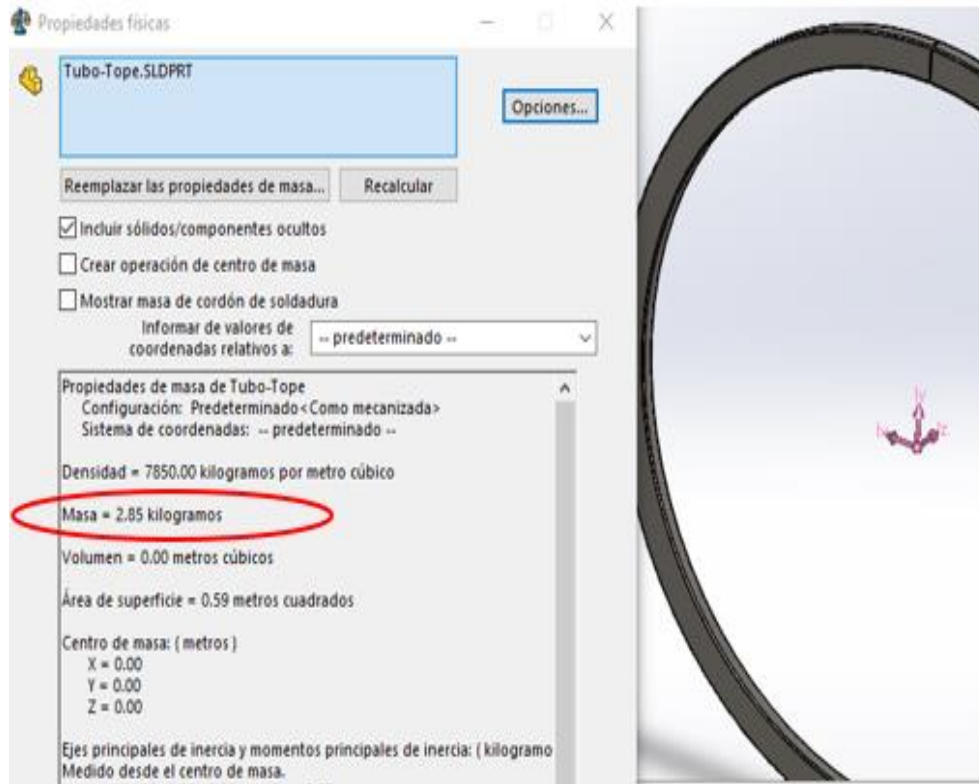 Propiedades físicas
Tubo-Tope.SLDPRT
Opciones...
Reemplazar las propiedades de masa...
Recalcular
Incluir sólidos/componentes ocultos
Crear operación de centro de masa
Mostrar masa de cordón de soldadura
Informar de valores de
coordenadas relativos a:
-- predeterminado --
Propiedades de masa de Tubo-Tope
Configuración: Predeterminado<Como mecanizada>
Sistema de coordenadas: -- predeterminado --
Densidad = 7850.00 kilogramos por metro cúbico
Masa = 2.85 kilogramos
Volumen = 0.00 metros cúbicos
Área de superficie = 0.59 metros cuadrados
Centro de masa: ( metros )
X = 0.00
Y = 0.00
Z = 0.00
Ejes principales de inercia y momentos principales de inercia: ( kilogramo
Medido desde el centro de masa.